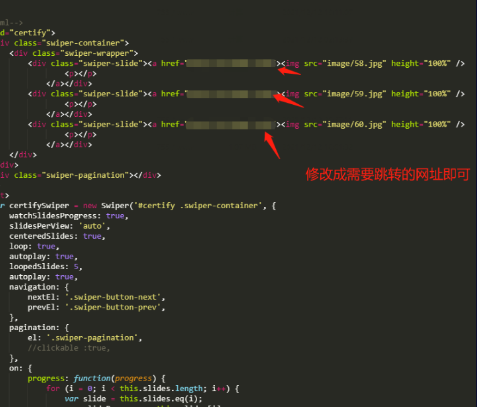 ml-->
d="certify">
iv class="swiper-container">
<div class="swiper-wrapper">
<div class="swiper-slide"><a href="><img src="image/58.jpg" height="100%" />
<p></p>
</a></div>
<div class="swiper-slide"><a href="><img src="image/59.jpg" height="100%" />
<p></p>
</a></div>
<div class="swiper-slide"><a href="><img src="image/60.jpg" height="100%" />
<p></p>
</a></div>
</div>
div>
iv class="swiper-pagination"></div>
修改成需要跳转的网址即可
t>
r certifySwiper = new Swiper('#certify .swiper-container', {
watchSlidesProgress: true,
slidesPerView: 'auto',
centeredSlides: true,
loop: true,
autoplay: true,
loopedSlides: 5,
autoplay: true,
navigation: {
nextEl: '.swiper-button-next',
prevEl: '.swiper-button-prev',
},
pagination: {
el: '.swiper-pagination',
//clickable :true,
},
on: {
progress: function(progress) {
for (i = 0; i < this.slides.length; i++) {
var slide = this.slides.eq(i);